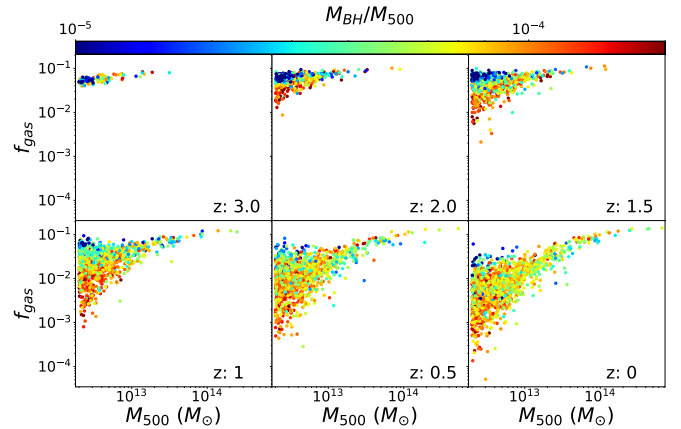 M_BH/M_500
10^-5 10^-4
10^-1
10^-2
10^-3
10^-4
f_gas
z: 3.0 z: 2.0 z: 1.5
10^-1
10^-2
10^-3
10^-4
f_gas
z: 1 z: 0.5 z: 0
10^13 10^14 10^13 10^14 10^13 10^14
M_500 (M_⊙) M_500 (M_⊙) M_500 (M_⊙)